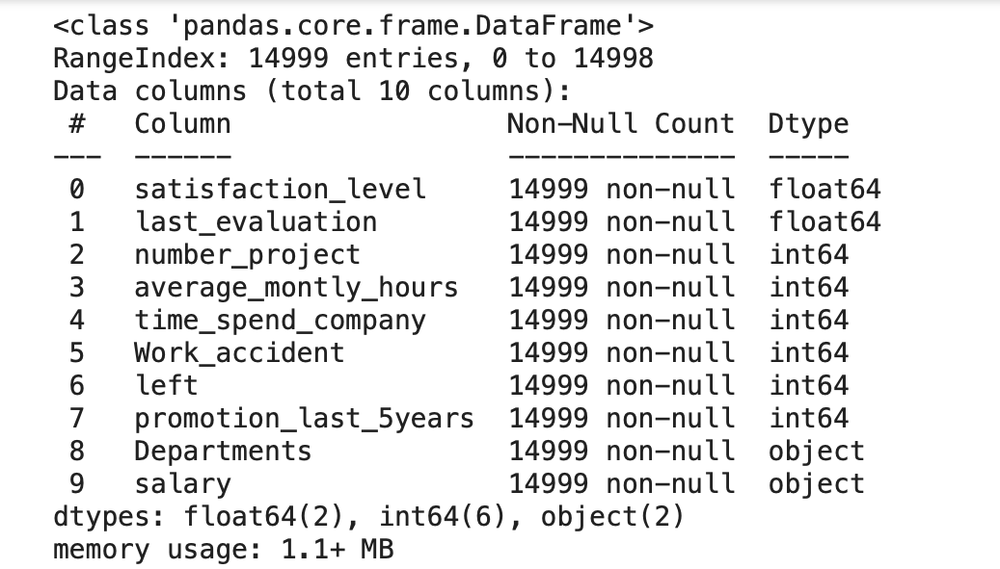 <class 'pandas.core.frame.DataFrame'>
RangeIndex: 14999 entries, 0 to 14998
Data columns (total 10 columns):
 #   Column                 Non-Null Count  Dtype
---  ------                 --------------  -----
 0   satisfaction_level     14999 non-null  float64
 1   last_evaluation        14999 non-null  float64
 2   number_project         14999 non-null  int64
 3   average_montly_hours   14999 non-null  int64
 4   time_spend_company     14999 non-null  int64
 5   Work_accident          14999 non-null  int64
 6   left                   14999 non-null  int64
 7   promotion_last_5years  14999 non-null  int64
 8   Departments            14999 non-null  object
 9   salary                 14999 non-null  object
dtypes: float64(2), int64(6), object(2)
memory usage: 1.1+ MB